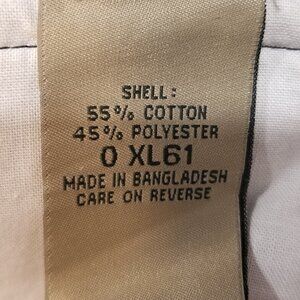 SHELL:
55% COTTON
45% POLYESTER
0 XL61
MADE IN BANGLADESH
CARE ON REVERSE